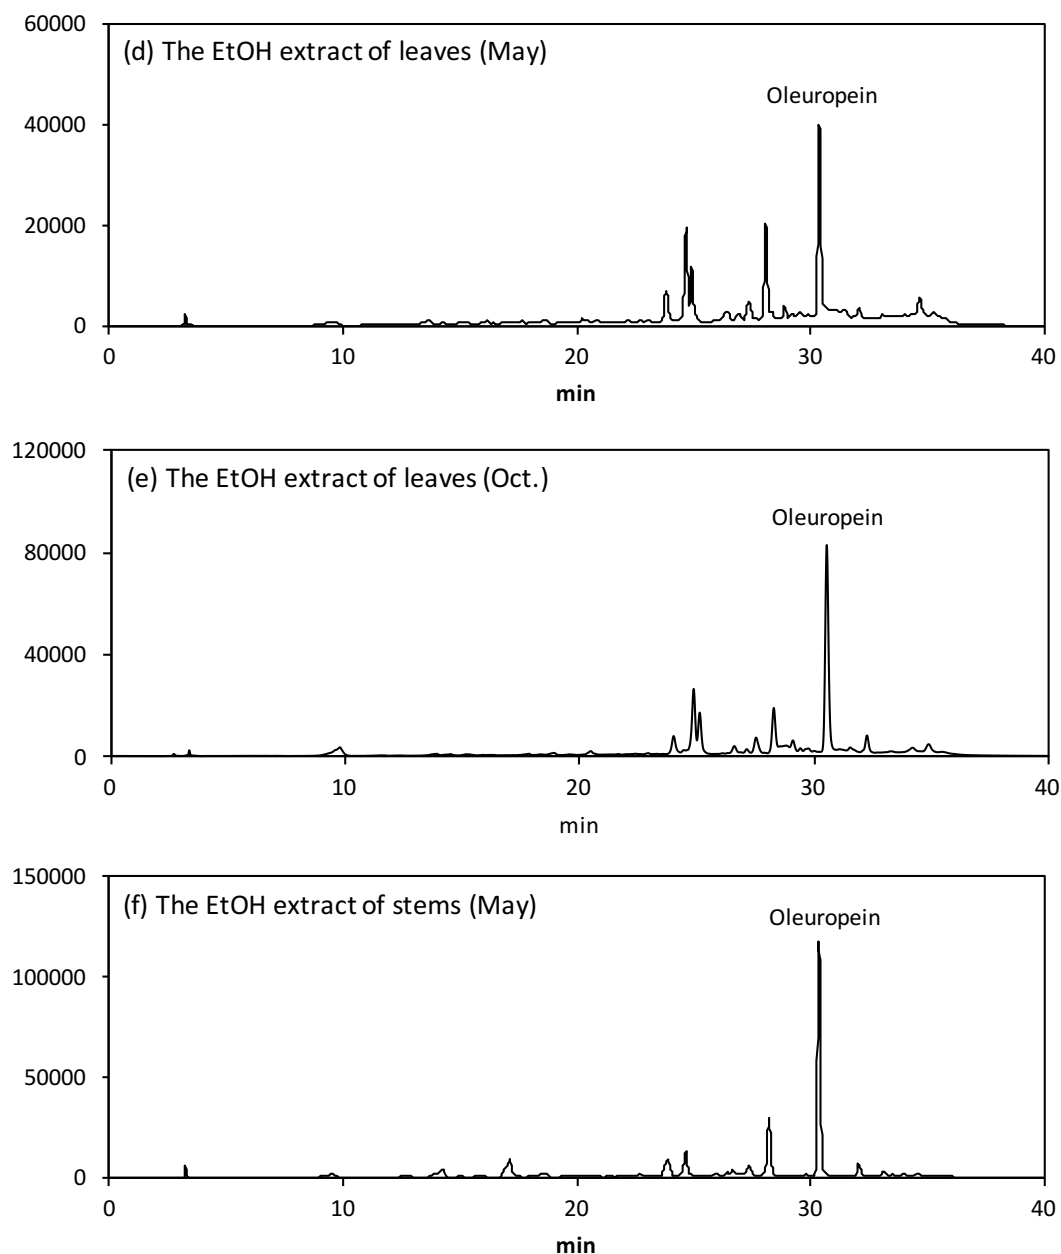 60000
(d) The EtOH extract of leaves (May)
Oleuropein
40000
20000
0
0 10 20 30 40
min
120000
(e) The EtOH extract of leaves (Oct.)
Oleuropein
80000
40000
0
0 10 20 30 40
min
150000
(f) The EtOH extract of stems (May)
Oleuropein
100000
50000
0
0 10 20 30 40
min